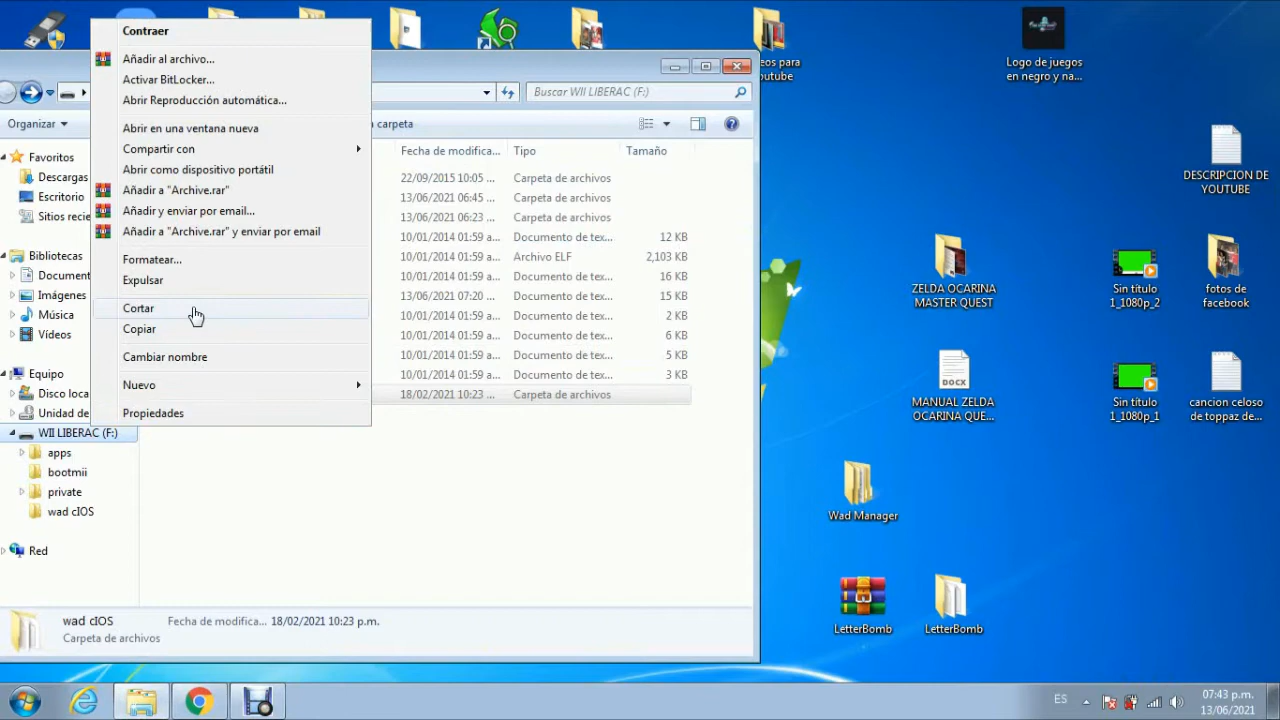 Contraer
Añadir al archivo...
Activar BitLocker...
Abrir Reproducción automática...
Abrir en una ventana nueva
Compartir con
Abrir como dispositivo portátil
Añadir a "Archive.rar"
Añadir y enviar por email...
Añadir a "Archive.rar" y enviar por email
Formatear...
Expulsar
Cortar
Copiar
Cambiar nombre
Nuevo
Propiedades
Buscar WII LIBERAC (F:)
Organizar
carpeta
Fecha de modifica... Tipo Tamaño
22/09/2015 10:05 ... Carpeta de archivos
13/06/2021 06:45 ... Carpeta de archivos
13/06/2021 06:23 ... Carpeta de archivos
10/01/2014 01:59 a... Documento de tex... 12 KB
10/01/2014 01:59 a... Archivo ELF 2,103 KB
10/01/2014 01:59 a... Documento de tex... 16 KB
13/06/2021 07:20 ... Documento de tex... 15 KB
10/01/2014 01:59 a... Documento de tex... 2 KB
10/01/2014 01:59 a... Documento de tex... 6 KB
10/01/2014 01:59 a... Documento de tex... 5 KB
10/01/2014 01:59 a... Documento de tex... 3 KB
18/02/2021 10:23 ... Carpeta de archivos
Favoritos
Descargas
Escritorio
Sitios recie
Bibliotecas
Document
Imágenes
Música
Vídeos
Equipo
Disco loca
Unidad de
WII LIBERAC (F:)
apps
bootmii
private
wad cIOS
Red
wad cIOS Fecha de modifica... 18/02/2021 10:23 p.m.
Carpeta de archivos
eos para
outube
Logo de juegos
en negro y na...
DESCRIPCION DE
YOUTUBE
ZELDA OCARINA
MASTER QUEST
Sin título
1_1080p_2
fotos de
facebook
DOCX
MANUAL ZELDA
OCARINA QUE...
Sin título
1_1080p_1
cancion celoso
de toppaz de...
Wad Manager
LetterBomb
LetterBomb
ES
07:43 p.m.
13/06/2021